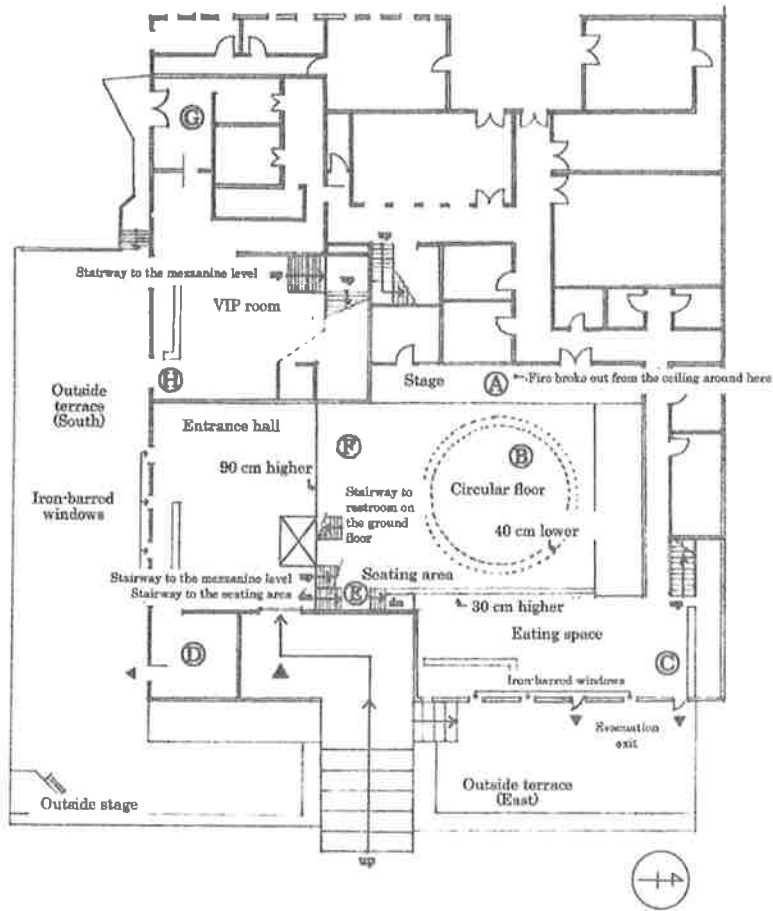 G
up
Stairway to the mezzanine level
up
up
VIP room
H
Stage
A
Fire broke out from the ceiling around here
Outside
terrace
(South)
Entrance hall
F
B
90 cm higher
Circular floor
Iron-barred
windows
Stairway to
restroom on
the ground
floor
40 cm lower
Stairway to the mezzanine level
up
Seating area
Stairway to the seating area
dn
E
dn
30 cm higher
up
Eating space
D
C
Iron-barred windows
Evacuation
exit
Outside stage
Outside terrace
(East)
up